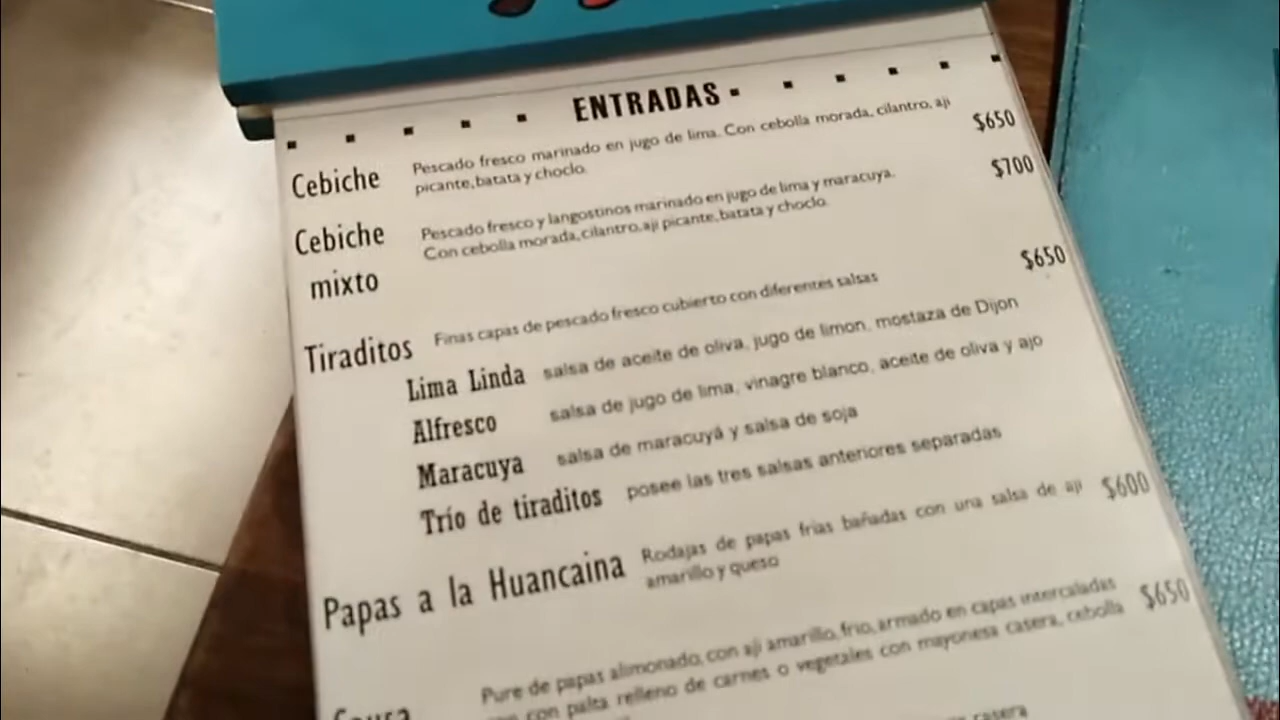 ENTRADAS
Cebiche Pescado fresco marinado en jugo de lima. Con cebolla morada, cilantro, aji $650
picante, batata y choclo.
Cebiche Pescado fresco y langostinos marinado en jugo de lima y maracuya. $700
mixto Con cebolla morada, cilantro, aji picante, batata y choclo.
Tiraditos Finas capas de pescado fresco cubierto con diferentes salsas $650
Lima Linda salsa de aceite de oliva, jugo de limon, mostaza de Dijon
Alfresco salsa de jugo de lima, vinagre blanco, aceite de oliva y ajo
Maracuya salsa de maracuyá y salsa de soja
Trío de tiraditos posee las tres salsas anteriores separadas
Papas a la Huancaina Rodajas de papas frias bañadas con una salsa de aji $600
amarillo y queso
Pure de papas alimonado, con aji amarillo, frio, armado en capas intercaladas $650
con palta relleno de carnes o vegetales con mayonesa casera, cebolla
casera